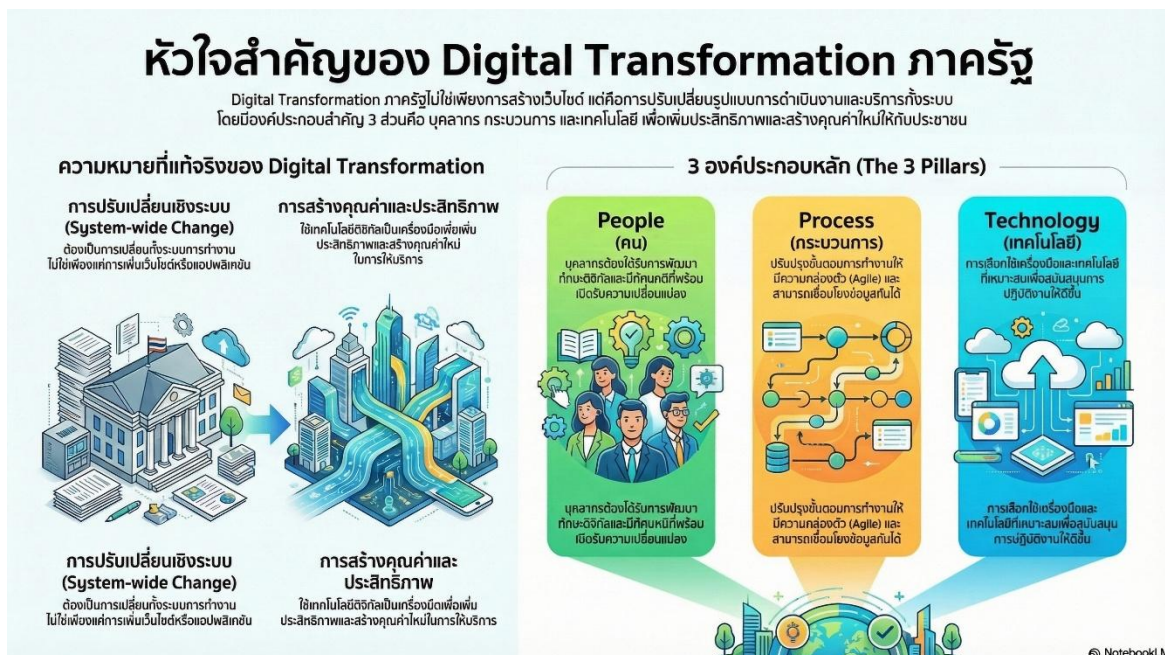 หัวใจสำคัญของ Digital Transformation ภาครัฐ
Digital Transformation ภาครัฐไม่ใช่เพียงการสร้างเว็บไซต์ แต่คือการปรับเปลี่ยนรูปแบบการดำเนินงานและบริการทั้งระบบ
โดยมีองค์ประกอบสำคัญ 3 ส่วนคือ บุคลากร กระบวนการ และเทคโนโลยี เพื่อเพิ่มประสิทธิภาพและสร้างคุณค่าใหม่ให้กับประชาชน
ความหมายที่แท้จริงของ Digital Transformation
การปรับเปลี่ยนเชิงระบบ
(System-wide Change)
ต้องเป็นการเปลี่ยนทั้งระบบการทำงาน
ไม่ใช่เพียงแค่การเพิ่มเว็บไซต์หรือแอปพลิเคชัน
การสร้างคุณค่าและประสิทธิภาพ
ใช้เทคโนโลยีดิจิทัลเป็นเครื่องมือเพื่อเพิ่ม
ประสิทธิภาพและสร้างคุณค่าใหม่
ในการให้บริการ
การปรับเปลี่ยนเชิงระบบ
(System-wide Change)
ต้องเป็นการเปลี่ยนทั้งระบบการทำงาน
ไม่ใช่เพียงแค่การเพิ่มเว็บไซต์หรือแอปพลิเคชัน
การสร้างคุณค่าและ
ประสิทธิภาพ
ใช้เทคโนโลยีดิจิทัลเป็นเครื่องมือเพื่อเพิ่ม
ประสิทธิภาพและสร้างคุณค่าใหม่ในการให้บริการ
3 องค์ประกอบหลัก (The 3 Pillars)
People
(คน)
บุคลากรต้องได้รับการพัฒนา
ทักษะดิจิทัลและมีทัศนคติที่พร้อม
เปิดรับความเปลี่ยนแปลง
บุคลากรต้องได้รับการพัฒนา
ทักษะดิจิทัลและมีทัศนที่พร้อม
เปิดรับความเปลี่ยนแปลง
Process
(กระบวนการ)
ปรับปรุงขั้นตอนการทำงานให้
มีความคล่องตัว (Agile) และ
สามารถเชื่อมโยงข้อมูลกันได้
ปรับปรุงขั้นตอนการทำงานให้
มีความคล่องตัว (Agile) และ
สามารถเชื่อมโยงข้อมูลกันได้
Technology
(เทคโนโลยี)
การเลือกใช้เครื่องมือและเทคโนโลยี
ที่เหมาะสมเพื่อสนับสนุนการ
ปฏิบัติงานให้ดีขึ้น
การเลือกใช้เครื่องมือและ
เทคโนโลยีที่เหมาะสมเพื่อสนับสนุน
การปฏิบัติงานให้ดีขึ้น
NotebookLM